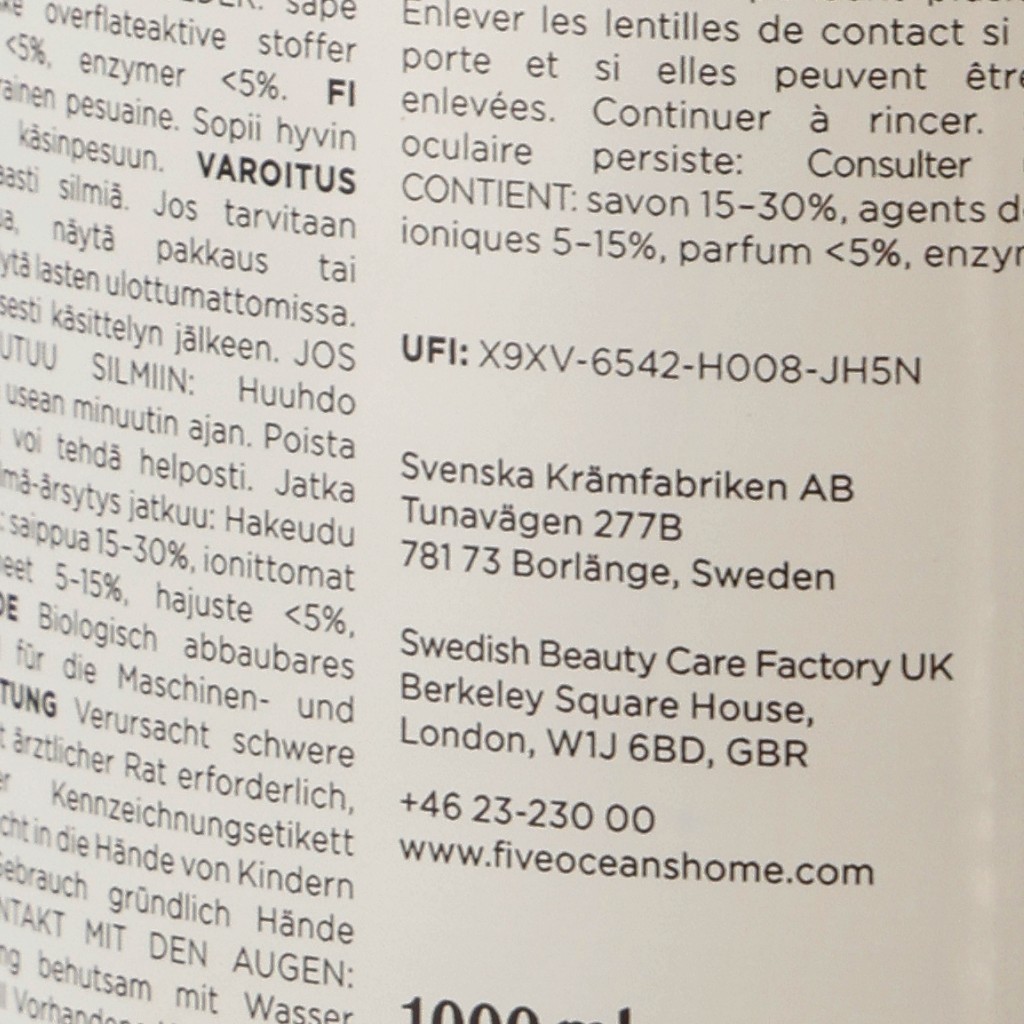 overflateaktive stoffer
<5%, enzymer <5%. FI
pesuaine. Sopii hyvin
käsinpesuun. VAROITUS
silmiä. Jos tarvitaan
näytä pakkaus tai
lasten ulottumattomissa.
käsittelyn jälkeen. JOS
SILMIIN: Huuhdo
usean minuutin ajan. Poista
voi tehdä helposti. Jatka
jatkuu: Hakeudu
saippua 15-30%, ionittomat
5-15%, hajuste <5%,
DE Biologisch abbaubares
für die Maschinen- und
Verursacht schwere
ärztlicher Rat erforderlich,
Kennzeichnungsetikett
in die Hände von Kindern
Gebrauch gründlich Hände
MIT DEN AUGEN:
behutsam mit Wasser
Enlever les lentilles de contact si
porte et si elles peuvent être
enlevées. Continuer à rincer.
oculaire persiste: Consulter
CONTIENT: savon 15-30%, agents
ioniques 5-15%, parfum <5%,
UFI: X9XV-6542-H008-JH5N
Svenska Krämfabriken AB
Tunavägen 277B
781 73 Borlänge, Sweden
Swedish Beauty Care Factory UK
Berkeley Square House,
London, W1J 6BD, GBR
+46 23-230 00
www.fiveoceanshome.com
1000 ml